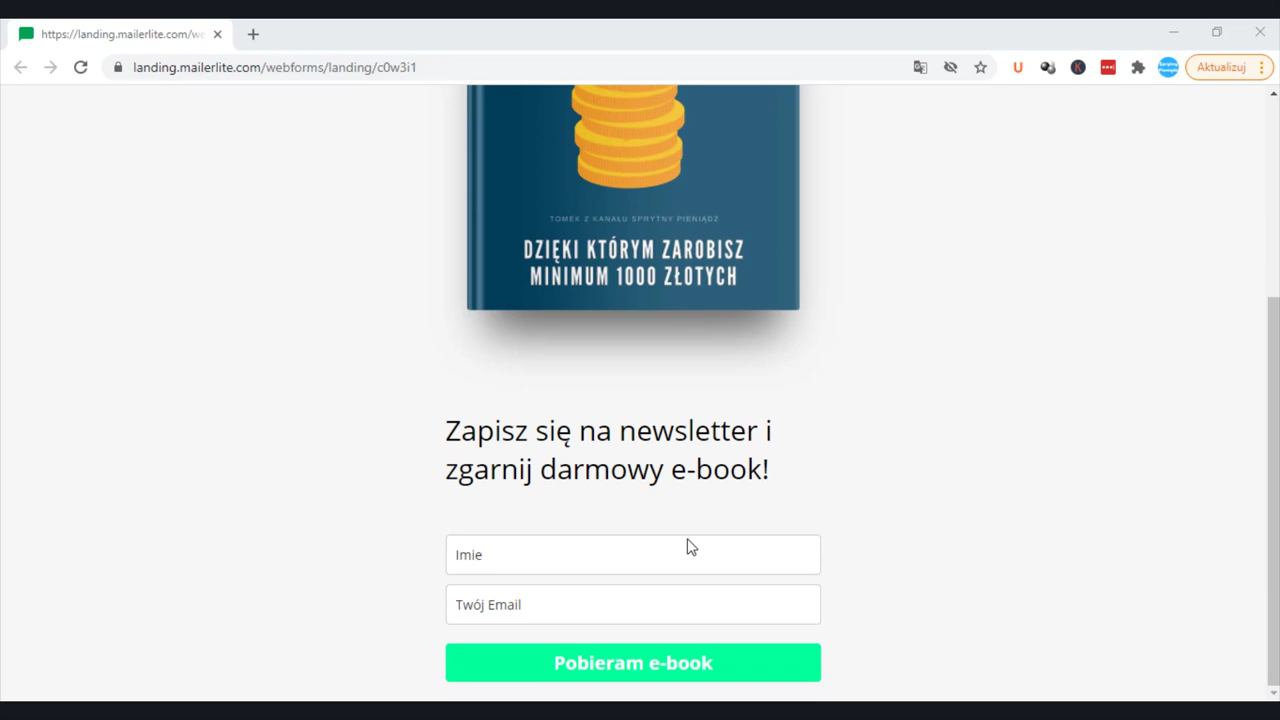 https://landing.mailerlite.com/we
landing.mailerlite.com/webforms/landing/c0w3i1
U
K
Aktualizuj
TOMEK Z KANAŁU SPRYTNY PIENIĄDZ
DZIĘKI KTÓRYM ZAROBISZ
MINIMUM 1000 ZŁOTYCH
Zapisz się na newsletter i
zgarnij darmowy e-book!
Imie
Twój Email
Pobieram e-book